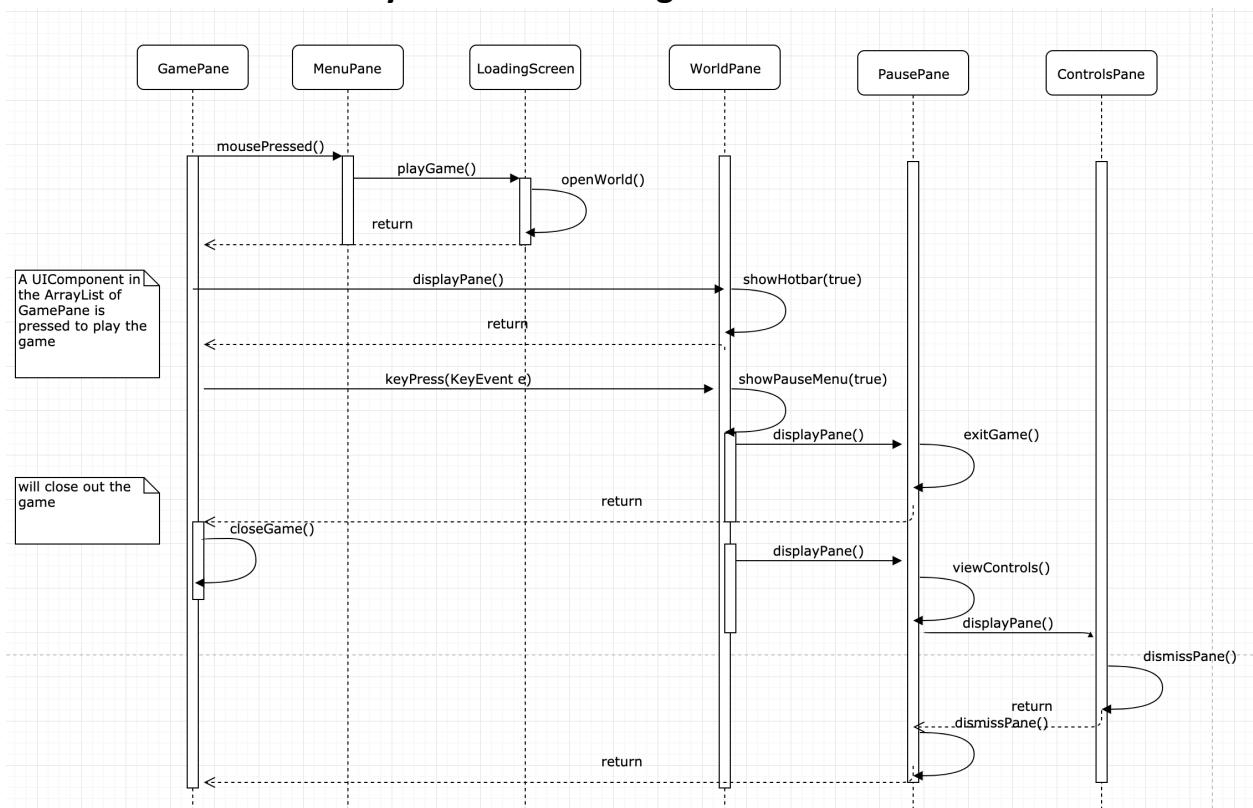 GamePane
MenuPane
LoadingScreen
WorldPane
PausePane
ControlsPane
mousePressed()
playGame()
openWorld()
return
A UIComponent in
the ArrayList of
GamePane is
pressed to play the
game
displayPane()
showHotbar(true)
return
keyPress(KeyEvent e)
showPauseMenu(true)
displayPane()
exitGame()
will close out the
game
return
closeGame()
displayPane()
viewControls()
displayPane()
dismissPane()
return
dismissPane()
return